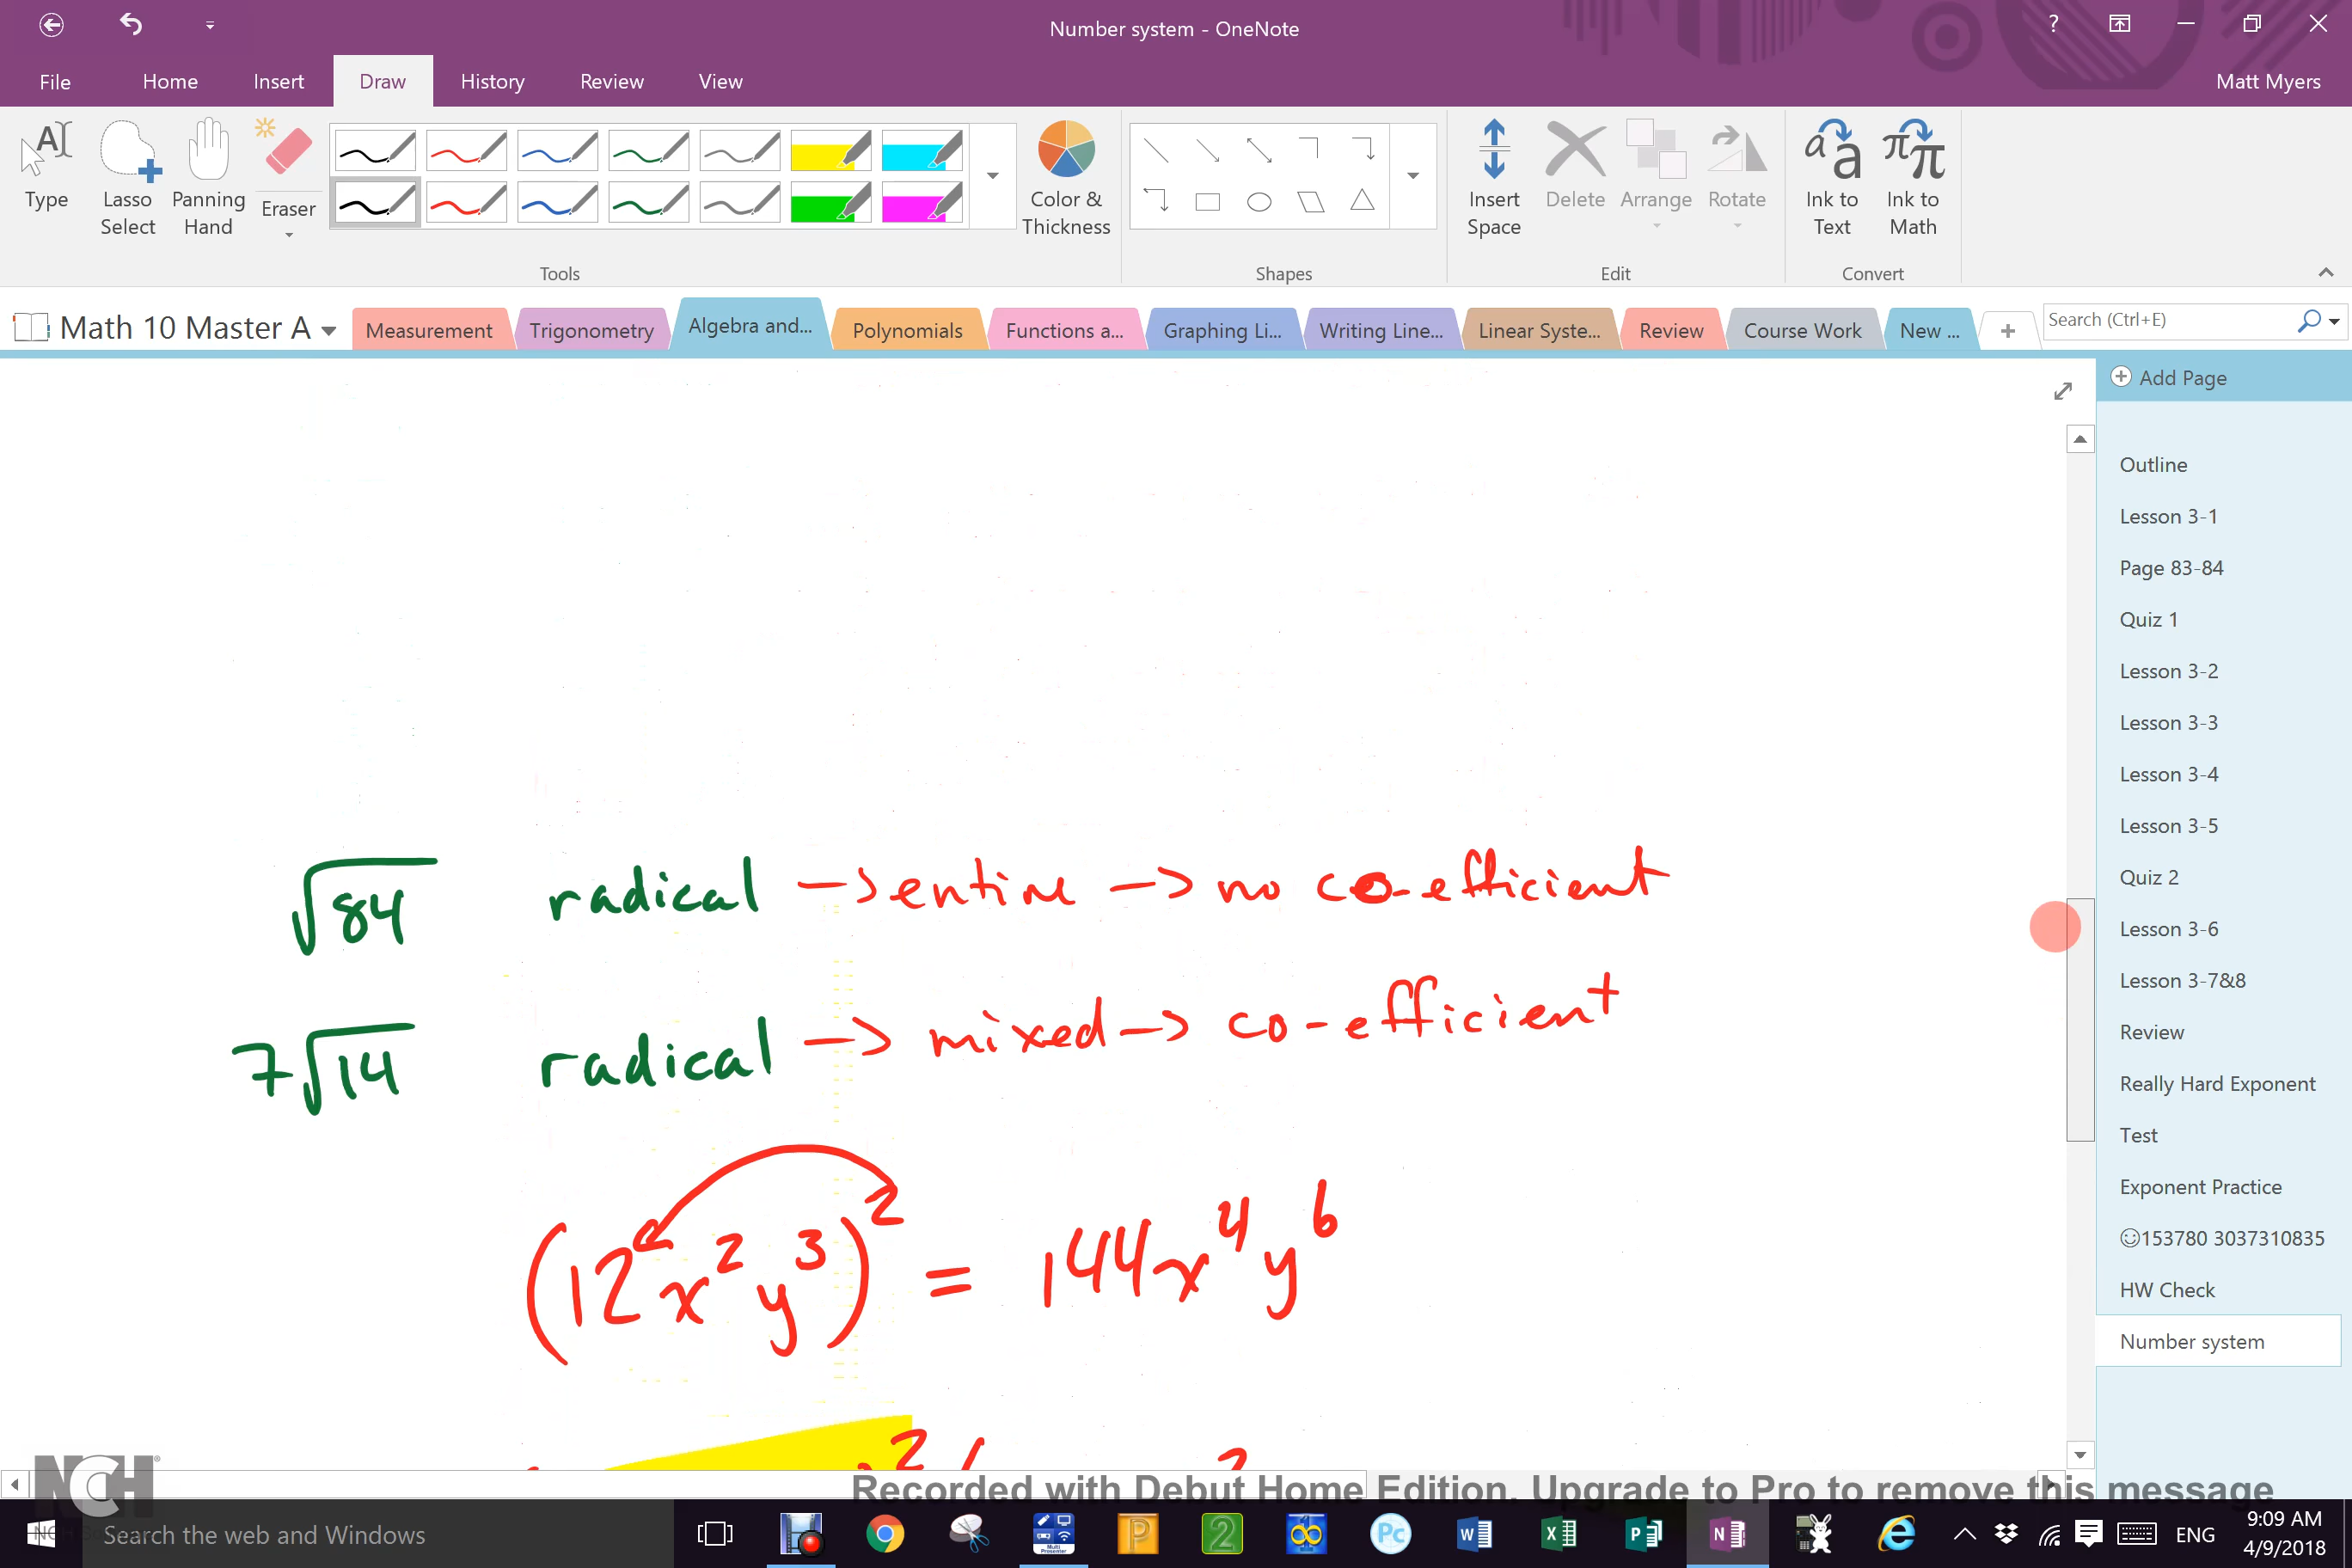 Number system - OneNote
?
File Home Insert Draw History Review View
Matt Myers
Type
Lasso Select
Panning Hand
Eraser
Color & Thickness
Insert Space
Delete
Arrange
Rotate
Ink to Text
Ink to Math
Tools
Shapes
Edit
Convert
Math 10 Master A
Measurement
Trigonometry
Algebra and...
Polynomials
Functions a...
Graphing Li...
Writing Line...
Linear Syste...
Review
Course Work
New ...
Search (Ctrl+E)
Add Page
Outline
Lesson 3-1
Page 83-84
Quiz 1
Lesson 3-2
Lesson 3-3
Lesson 3-4
Lesson 3-5
Quiz 2
Lesson 3-6
Lesson 3-7&8
Review
Really Hard Exponent
Test
Exponent Practice
☺153780 3037310835
HW Check
Number system
√84 radical → entire → no co-efficient
7√14 radical → mixed → co-efficient
(12x²y³)² = 144x⁴y⁶
NCH
Recorded with Debut Home Edition. Upgrade to Pro to remove this message
Search the web and Windows
ENG
9:09 AM
4/9/2018